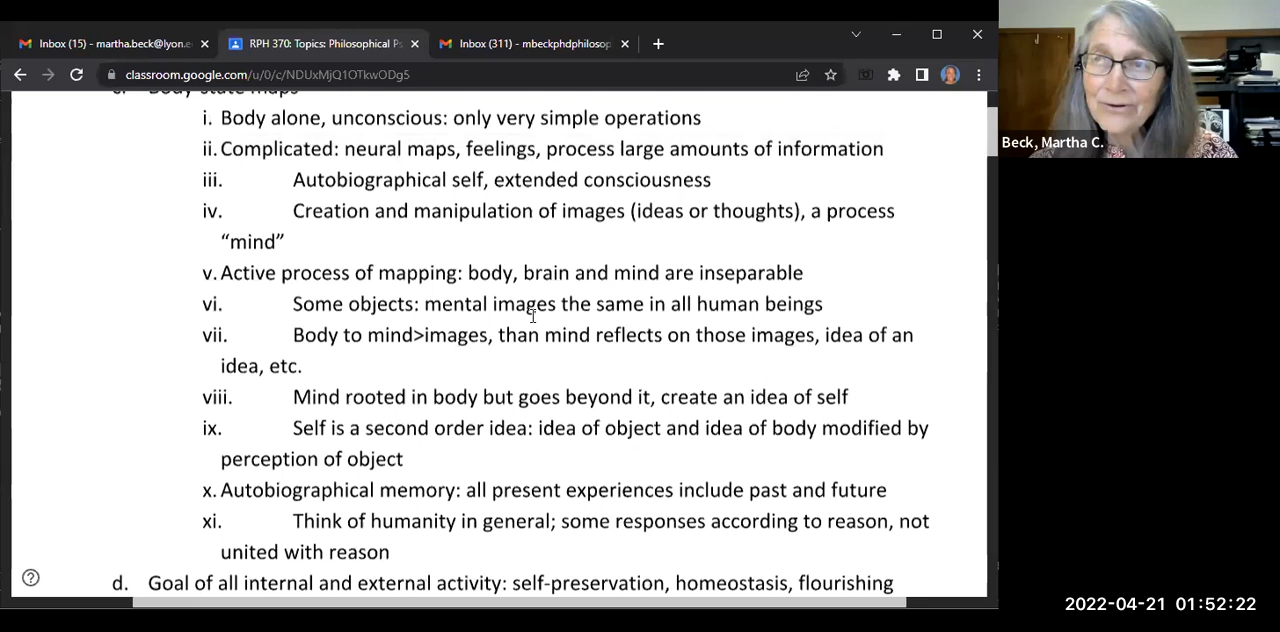 Inbox (15) - martha.beck@lyon.e
RPH 370: Topics: Philosophical Ps
Inbox (311) - mbeckphdphilosop
classroom.google.com/u/0/c/NDUxMjQ1OTkwODg5
c. Body state maps
i. Body alone, unconscious: only very simple operations
ii. Complicated: neural maps, feelings, process large amounts of information
iii. Autobiographical self, extended consciousness
iv. Creation and manipulation of images (ideas or thoughts), a process
“mind”
v. Active process of mapping: body, brain and mind are inseparable
vi. Some objects: mental images the same in all human beings
vii. Body to mind>images, than mind reflects on those images, idea of an
idea, etc.
viii. Mind rooted in body but goes beyond it, create an idea of self
ix. Self is a second order idea: idea of object and idea of body modified by
perception of object
x. Autobiographical memory: all present experiences include past and future
xi. Think of humanity in general; some responses according to reason, not
united with reason
d. Goal of all internal and external activity: self-preservation, homeostasis, flourishing
Beck, Martha C.
2022-04-21 01:52:22